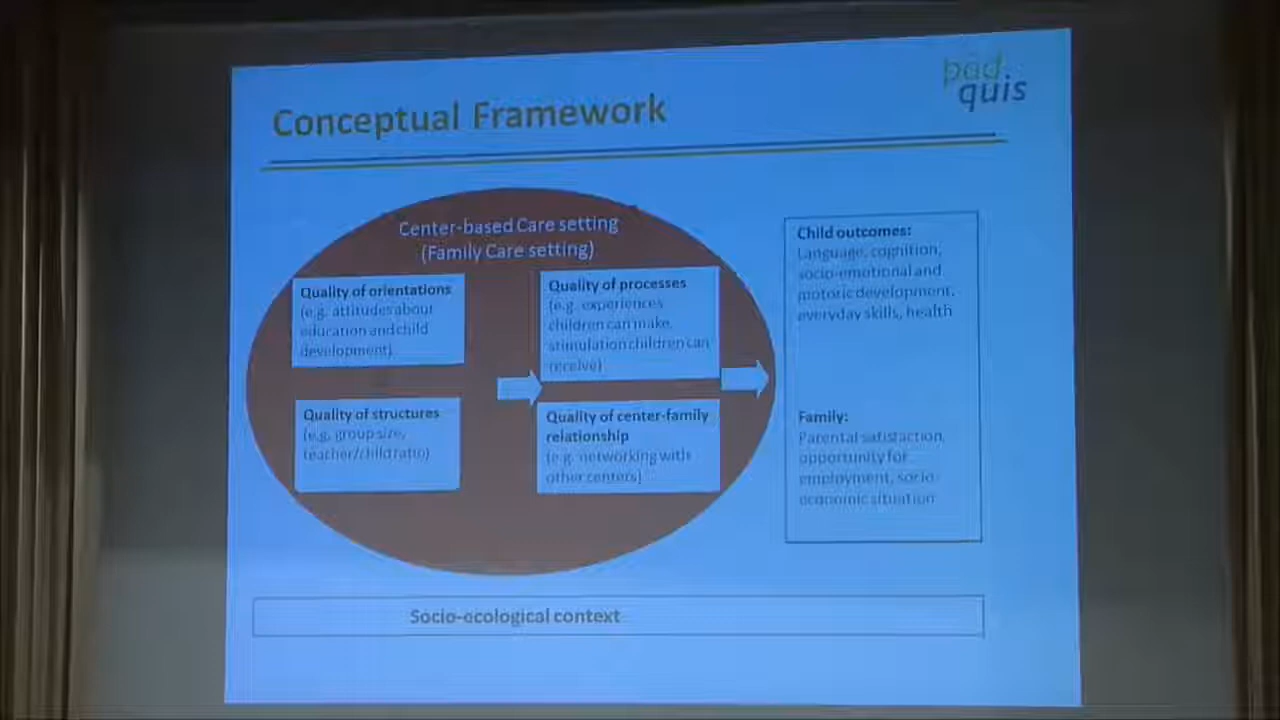 päd
quis
Conceptual Framework
Center-based Care setting
(Family Care setting)
Quality of orientations
(e.g. attitudes about
education and child
development)
Quality of structures
(e.g. group size,
teacher/child ratio)
Quality of processes
(e.g. experiences
children can make,
stimulation children can
receive)
Quality of center-family
relationship
(e.g. networking with
other centers)
Child outcomes:
Language, cognition,
socio-emotional and
motoric development,
everyday skills, health
Family:
Parental satisfaction,
opportunity for
employment, socio-
economic situation
Socio-ecological context